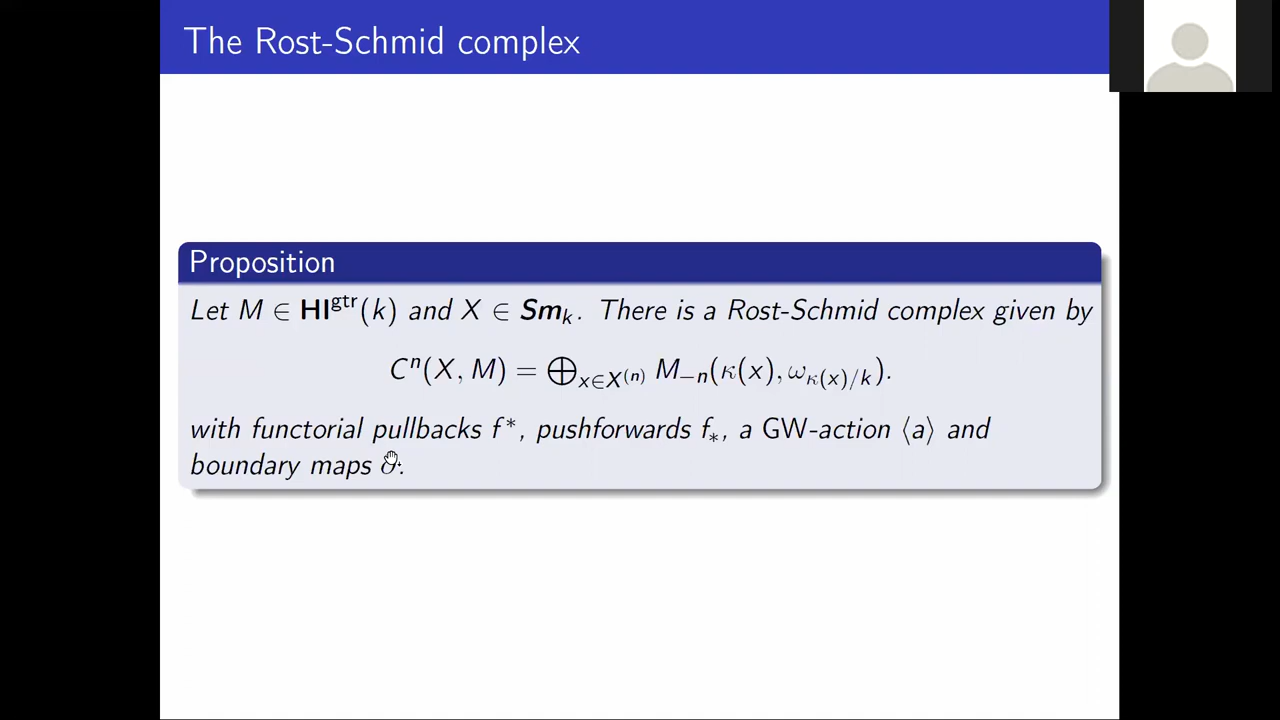 The Rost-Schmid complex
Proposition
Let M ∈ HI^gtr(k) and X ∈ Sm_k. There is a Rost-Schmid complex given by
C^n(X, M) = ⊕_{x∈X^(n)} M_{−n}(κ(x), ω_{κ(x)/k}).
with functorial pullbacks f*, pushforwards f_*, a GW-action ⟨a⟩ and
boundary maps ∂.